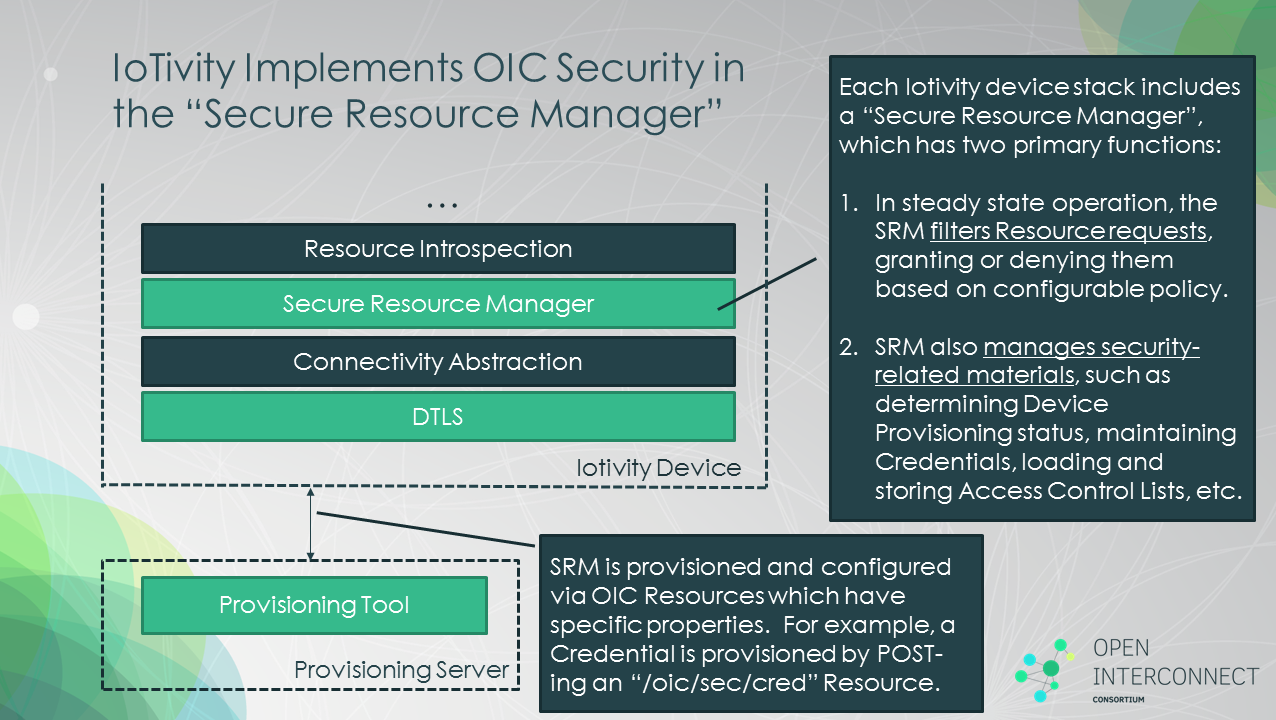 IoTivity Implements OIC Security in
the “Secure Resource Manager”
...
Resource Introspection
Secure Resource Manager
Connectivity Abstraction
DTLS
Iotivity Device
Provisioning Tool
Provisioning Server
Each Iotivity device stack includes
a “Secure Resource Manager”,
which has two primary functions:
1. In steady state operation, the
SRM filters Resource requests,
granting or denying them
based on configurable policy.
2. SRM also manages security-
related materials, such as
determining Device
Provisioning status, maintaining
Credentials, loading and
storing Access Control Lists, etc.
SRM is provisioned and configured
via OIC Resources which have
specific properties.  For example, a
Credential is provisioned by POST-
ing an “/oic/sec/cred” Resource.
OPEN
INTERCONNECT
CONSORTIUM